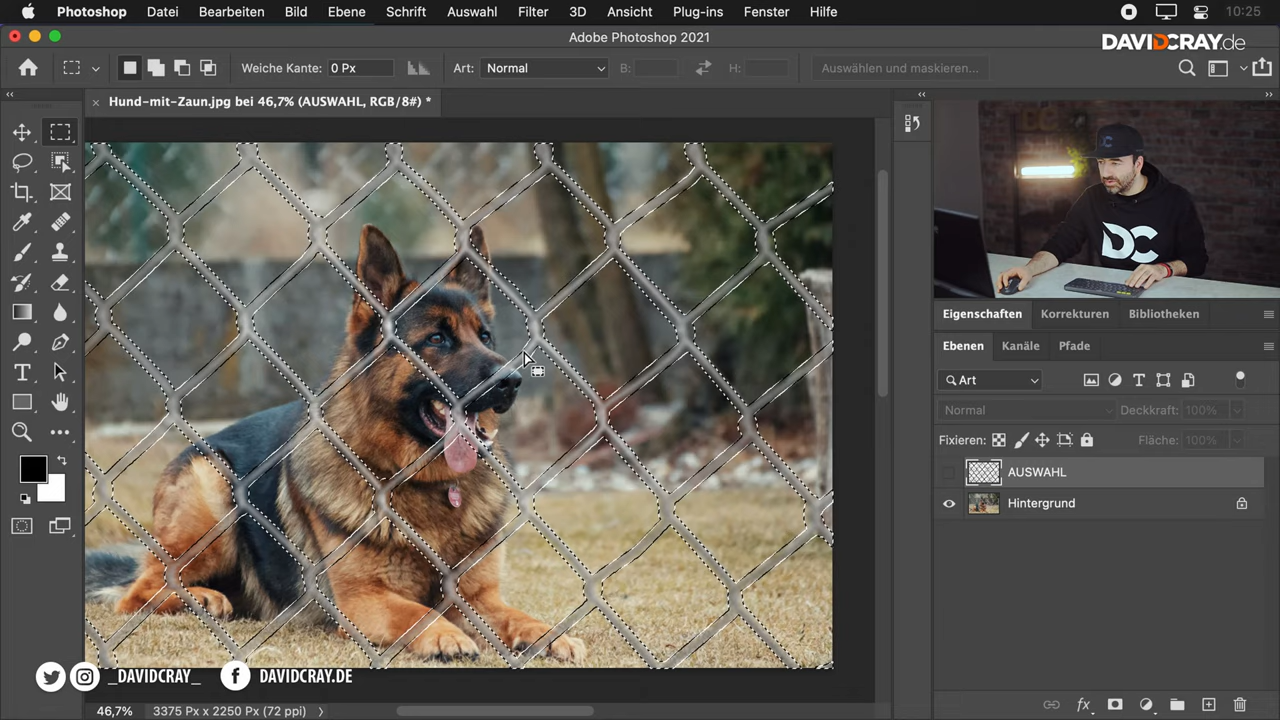 Photoshop Datei Bearbeiten Bild Ebene Schrift Auswahl Filter 3D Ansicht Plug-ins Fenster Hilfe 10:25
Adobe Photoshop 2021
DAVIDCRAY.de
Weiche Kante: 0 Px Art: Normal B: H: Auswählen und maskieren...
Hund-mit-Zaun.jpg bei 46,7% (AUSWAHL, RGB/8#) *
DC
Eigenschaften Korrekturen Bibliotheken
Ebenen Kanäle Pfade
Art
Normal Deckkraft: 100%
Fixieren: Fläche: 100%
AUSWAHL
Hintergrund
_DAVIDCRAY_ DAVIDCRAY.DE
46,7% 3375 Px x 2250 Px (72 ppi)